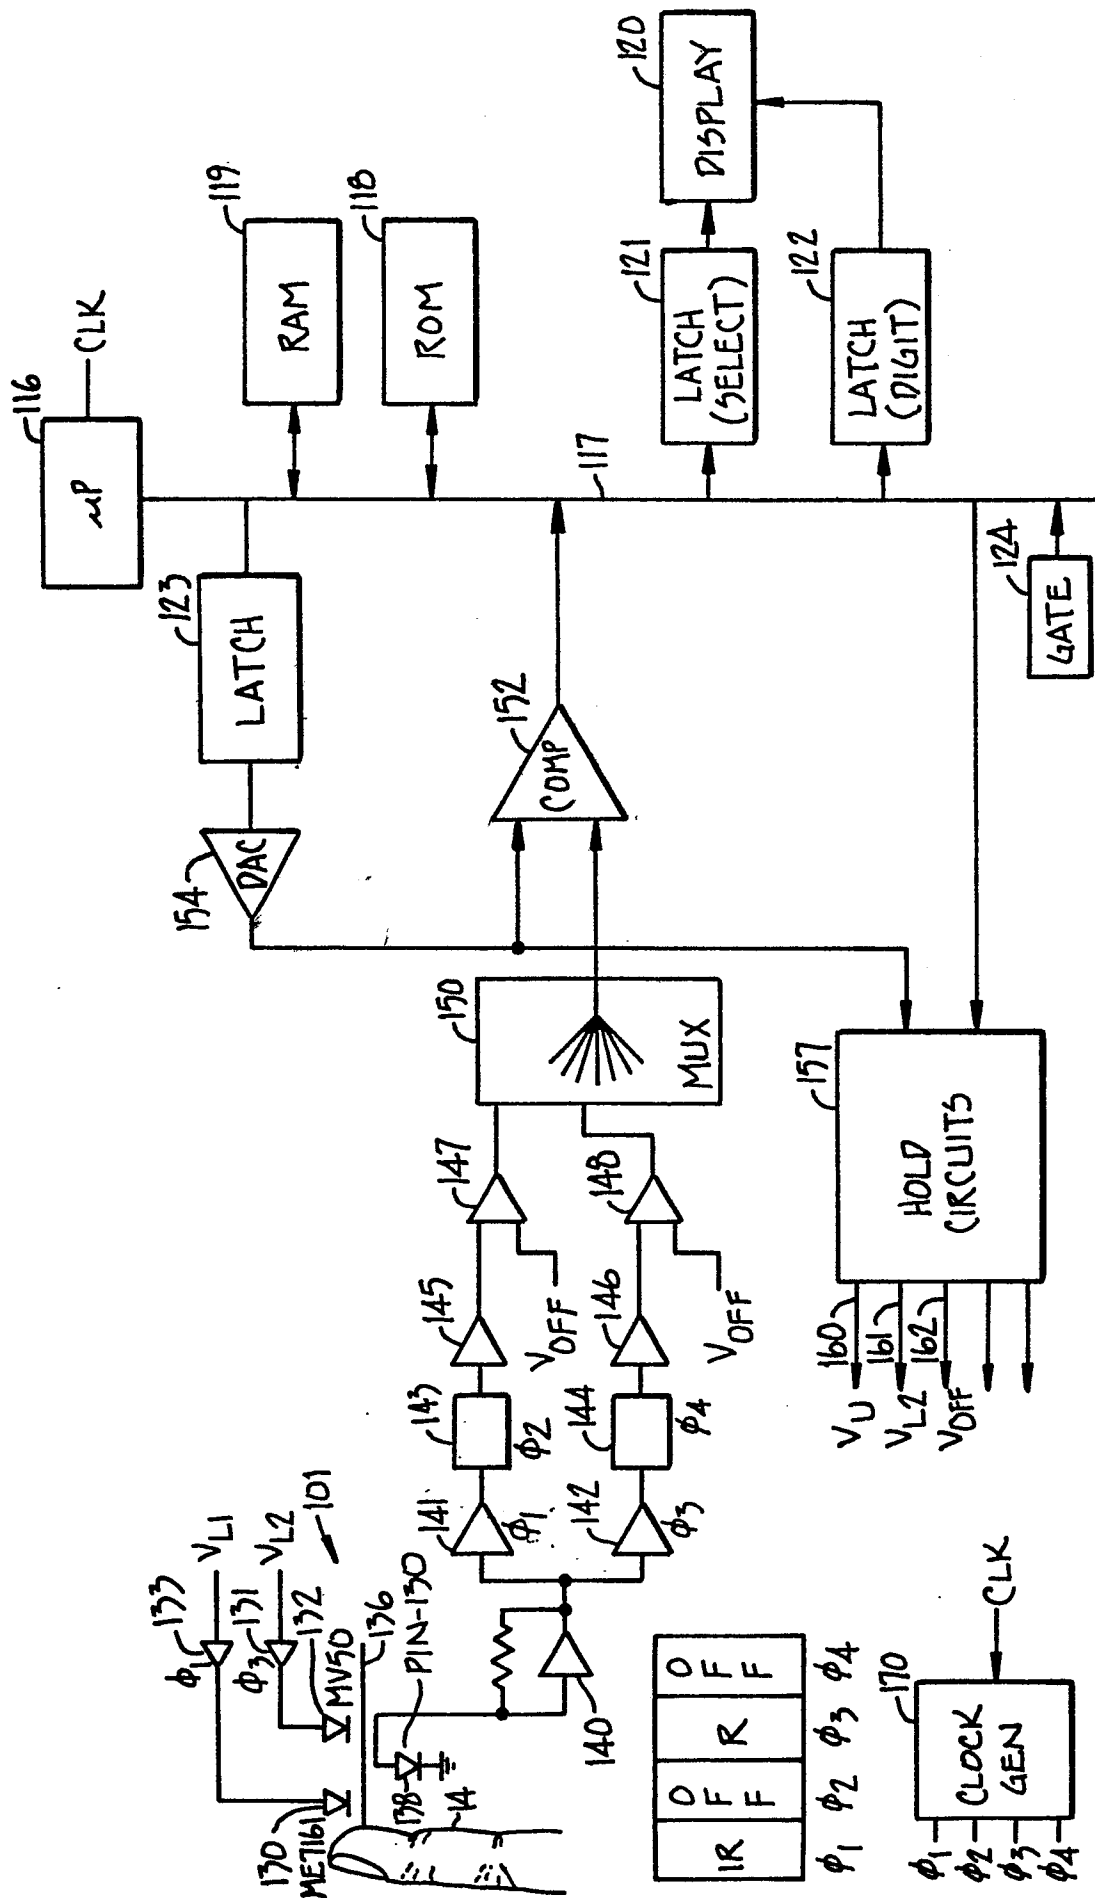 116
μP
CLK
119
RAM
118
ROM
123
LATCH
154
DAC
152
COMP
117
121
LATCH
(SELECT)
122
LATCH
(DIGIT)
120
DISPLAY
124
GATE
150
MUX
157
HOLD
CIRCUITS
160
161
162
VU
VL2
VOFF
147
148
145
146
VOFF
VOFF
143
φ2
144
φ4
141
φ1
142
φ3
101
VL1
VL2
133
φ1
131
φ3
132
MV50
136
PIN-130
138
14
130
ME7161
140
IR
OFF
R
OFF
φ1
φ2
φ3
φ4
170
CLOCK
GEN
CLK
φ1
φ2
φ3
φ4